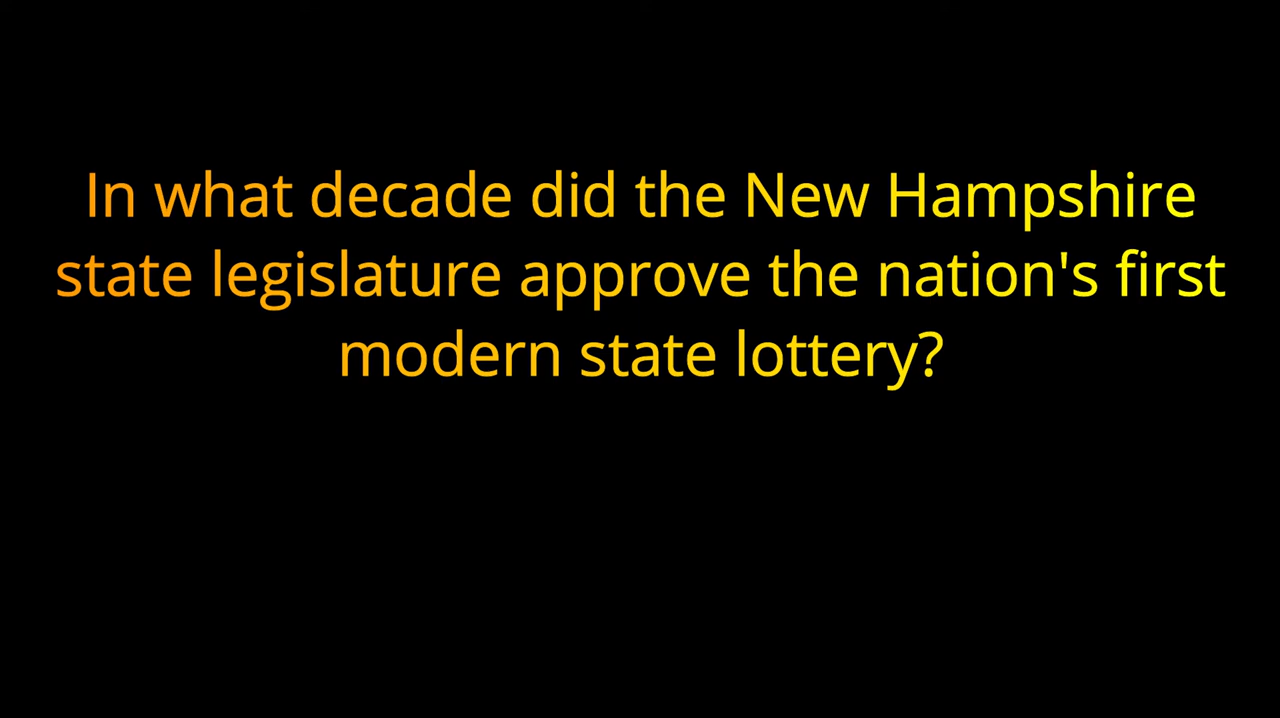 In what decade did the New Hampshire
state legislature approve the nation's first
modern state lottery?